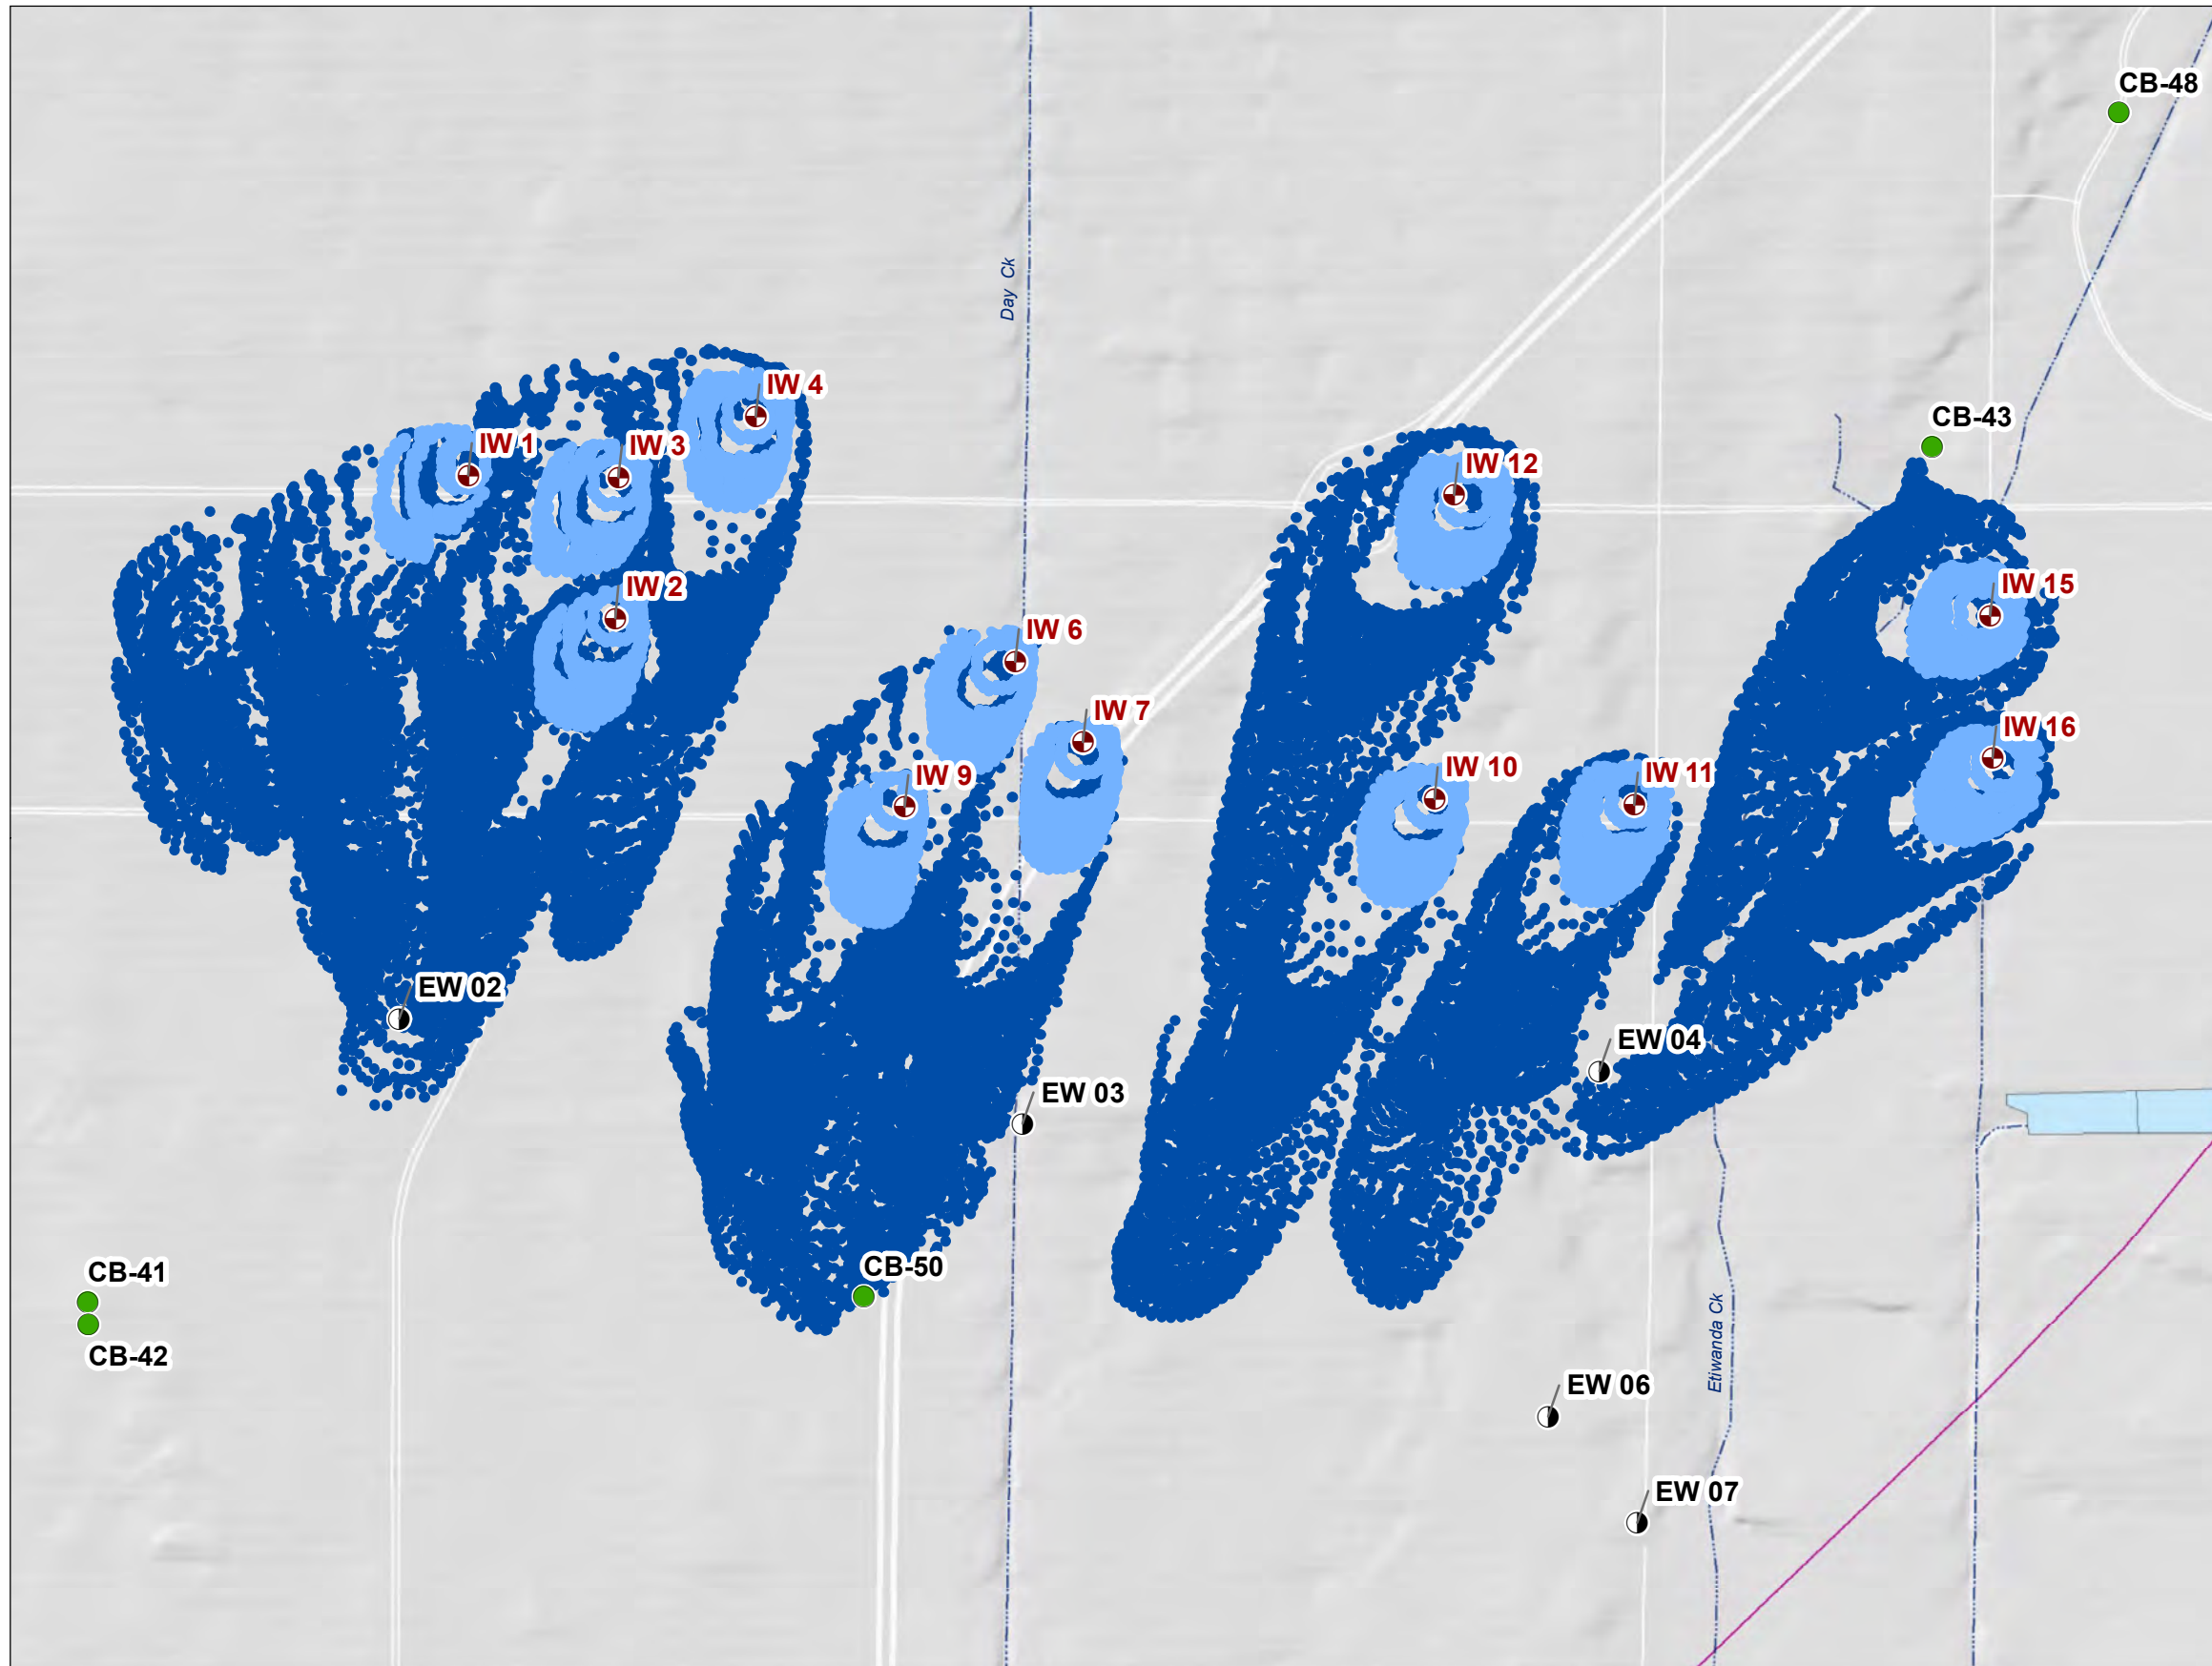 CB-48
Day Ck
IW 4
CB-43
IW 1
IW 3
IW 12
IW 2
IW 15
IW 6
IW 7
IW 16
IW 9
IW 10
IW 11
EW 02
EW 04
EW 03
CB-41
CB-50
CB-42
Etiwanda Ck
EW 06
EW 07